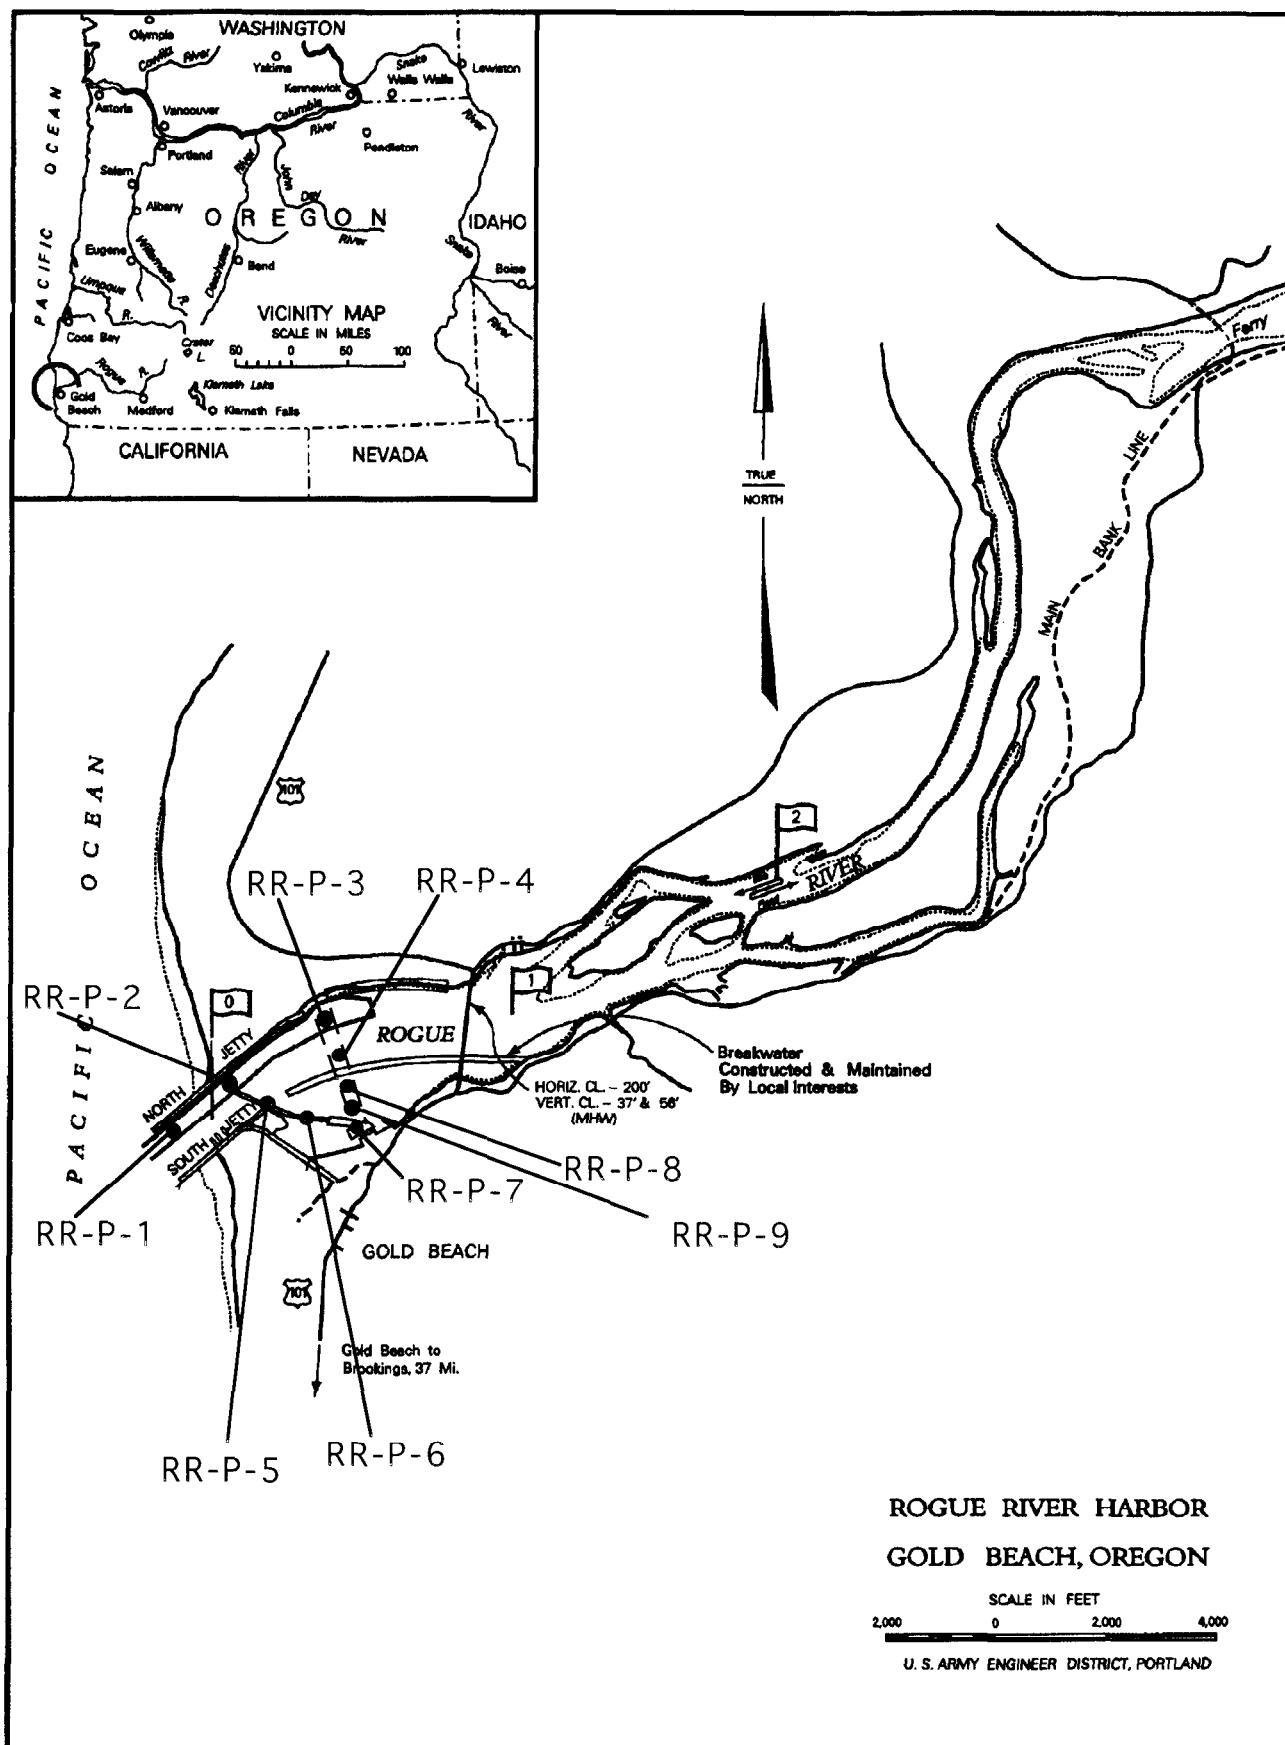 WASHINGTON
Olympia
Cowlitz
River
Yakima
Snake
Lewiston
Kennewick
Walla Walla
Astoria
Vancouver
Columbia
River
River
Portland
Pendleton
Salem
River
John
Day
Albany
OREGON
IDAHO
River
Eugene
Willamette
Deschutes
Bend
Snake
Boise
Umpqua
R.
R.
VICINITY MAP
SCALE IN MILES
River
Coos Bay
Crater
L.
50 0 50 100
Rogue
R.
Klamath Lake
Gold
Beach
Medford
Klamath Falls
CALIFORNIA
NEVADA
PACIFIC OCEAN
Ferry
LINE
TRUE
NORTH
BANK
MAIN
PACIFIC OCEAN
101
2
RR-P-3
RR-P-4
RIVER
RR-P-2
0
1
JETTY
ROGUE
NORTH
Breakwater
Constructed & Maintained
By Local Interests
HORIZ. CL. - 200'
VERT. CL. - 37' & 56'
(MHW)
JETTY
SOUTH
RR-P-8
RR-P-7
RR-P-1
RR-P-9
GOLD BEACH
101
Gold Beach to
Brookings, 37 Mi.
RR-P-6
RR-P-5
ROGUE RIVER HARBOR
GOLD BEACH, OREGON
SCALE IN FEET
2,000 0 2,000 4,000
U. S. ARMY ENGINEER DISTRICT, PORTLAND